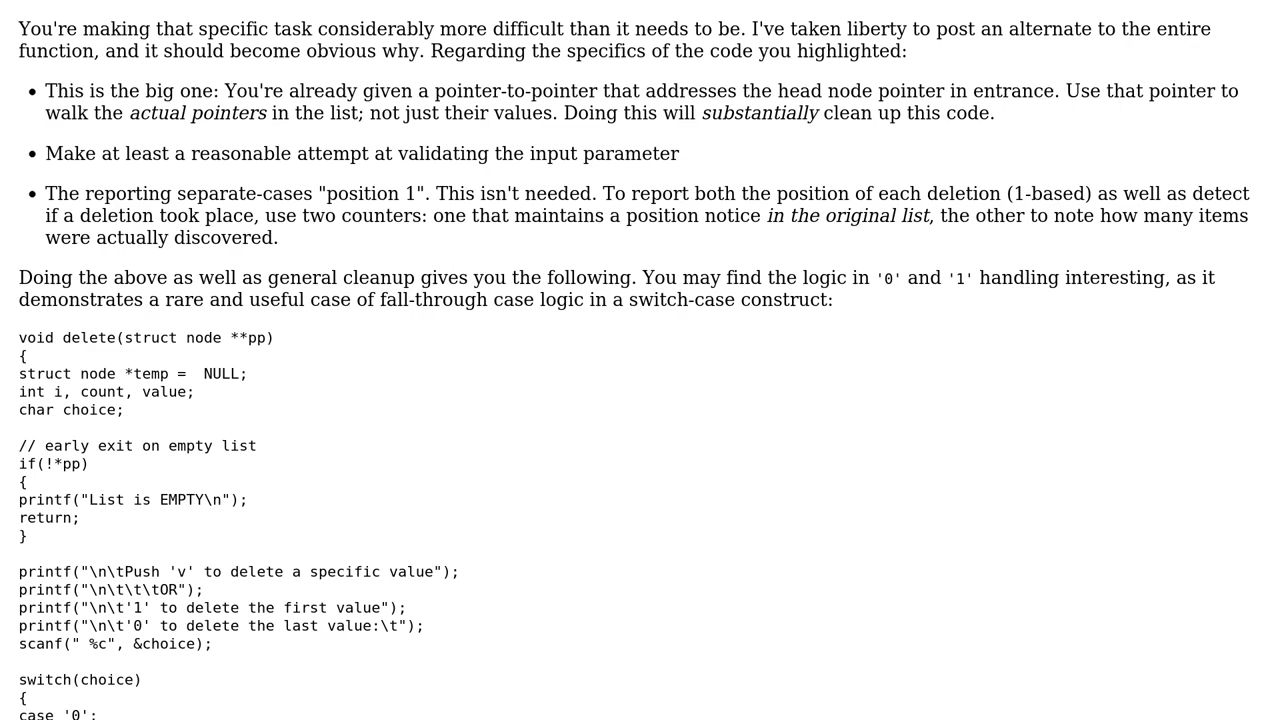 You're making that specific task considerably more difficult than it needs to be. I've taken liberty to post an alternate to the entire
function, and it should become obvious why. Regarding the specifics of the code you highlighted:
• This is the big one: You're already given a pointer-to-pointer that addresses the head node pointer in entrance. Use that pointer to
walk the actual pointers in the list; not just their values. Doing this will substantially clean up this code.
• Make at least a reasonable attempt at validating the input parameter
• The reporting separate-cases "position 1". This isn't needed. To report both the position of each deletion (1-based) as well as detect
if a deletion took place, use two counters: one that maintains a position notice in the original list, the other to note how many items
were actually discovered.
Doing the above as well as general cleanup gives you the following. You may find the logic in '0' and '1' handling interesting, as it
demonstrates a rare and useful case of fall-through case logic in a switch-case construct:
void delete(struct node **pp)
{
struct node *temp =  NULL;
int i, count, value;
char choice;
// early exit on empty list
if(!*pp)
{
printf("List is EMPTY\n");
return;
}
printf("\n\tPush 'v' to delete a specific value");
printf("\n\t\t\tOR");
printf("\n\t'1' to delete the first value");
printf("\n\t'0' to delete the last value:\t");
scanf(" %c", &choice);
switch(choice)
{
case '0':